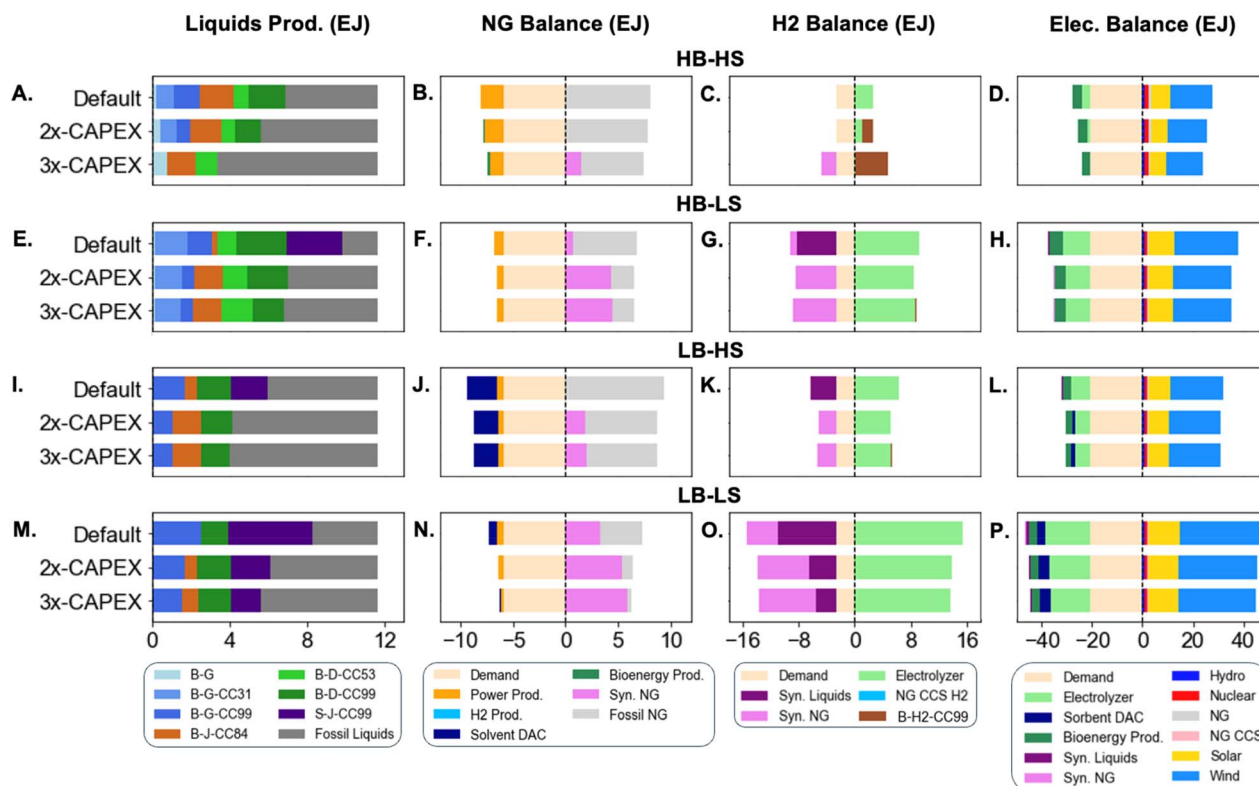 Liquids Prod. (EJ) NG Balance (EJ) H2 Balance (EJ) Elec. Balance (EJ)
HB-HS
A. B. C. D.
Default
2x-CAPEX
3x-CAPEX
HB-LS
E. F. G. H.
Default
2x-CAPEX
3x-CAPEX
LB-HS
I. J. K. L.
Default
2x-CAPEX
3x-CAPEX
LB-LS
M. N. O. P.
Default
2x-CAPEX
3x-CAPEX
0 4 8 12 −10 −5 0 5 10 −16 −8 0 8 16 −40 −20 0 20 40
B-G B-D-CC53
B-G-CC31 B-D-CC99
B-G-CC99 S-J-CC99
B-J-CC84 Fossil Liquids
Demand Bioenergy Prod.
Power Prod. Syn. NG
H2 Prod. Fossil NG
Solvent DAC
Demand Electrolyzer
Syn. Liquids NG CCS H2
Syn. NG B-H2-CC99
Demand Hydro
Electrolyzer Nuclear
Sorbent DAC NG
Bioenergy Prod. NG CCS
Syn. Liquids Solar
Syn. NG Wind